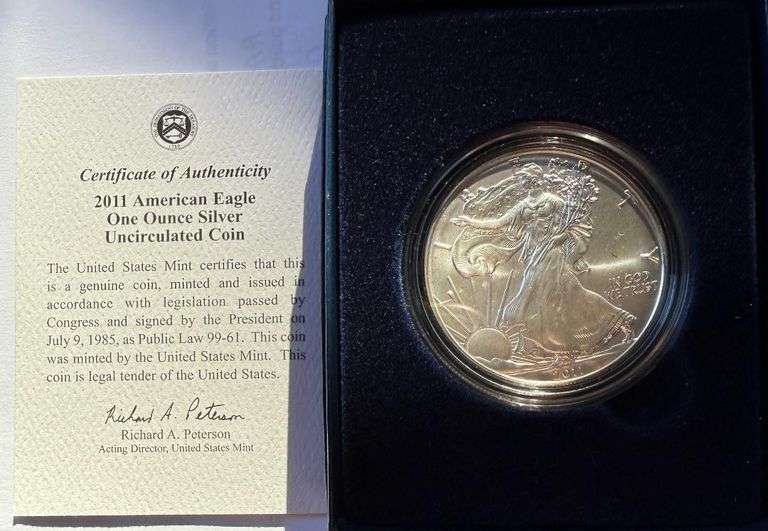 Certificate of Authenticity
2011 American Eagle
One Ounce Silver
Uncirculated Coin
The United States Mint certifies that this
is a genuine coin, minted and issued in
accordance with legislation passed by
Congress and signed by the President on
July 9, 1985, as Public Law 99-61. This coin
was minted by the United States Mint. This
coin is legal tender of the United States.
Richard A. Peterson
Richard A. Peterson
Acting Director, United States Mint
LIBERTY
IN GOD
WE TRUST
2011